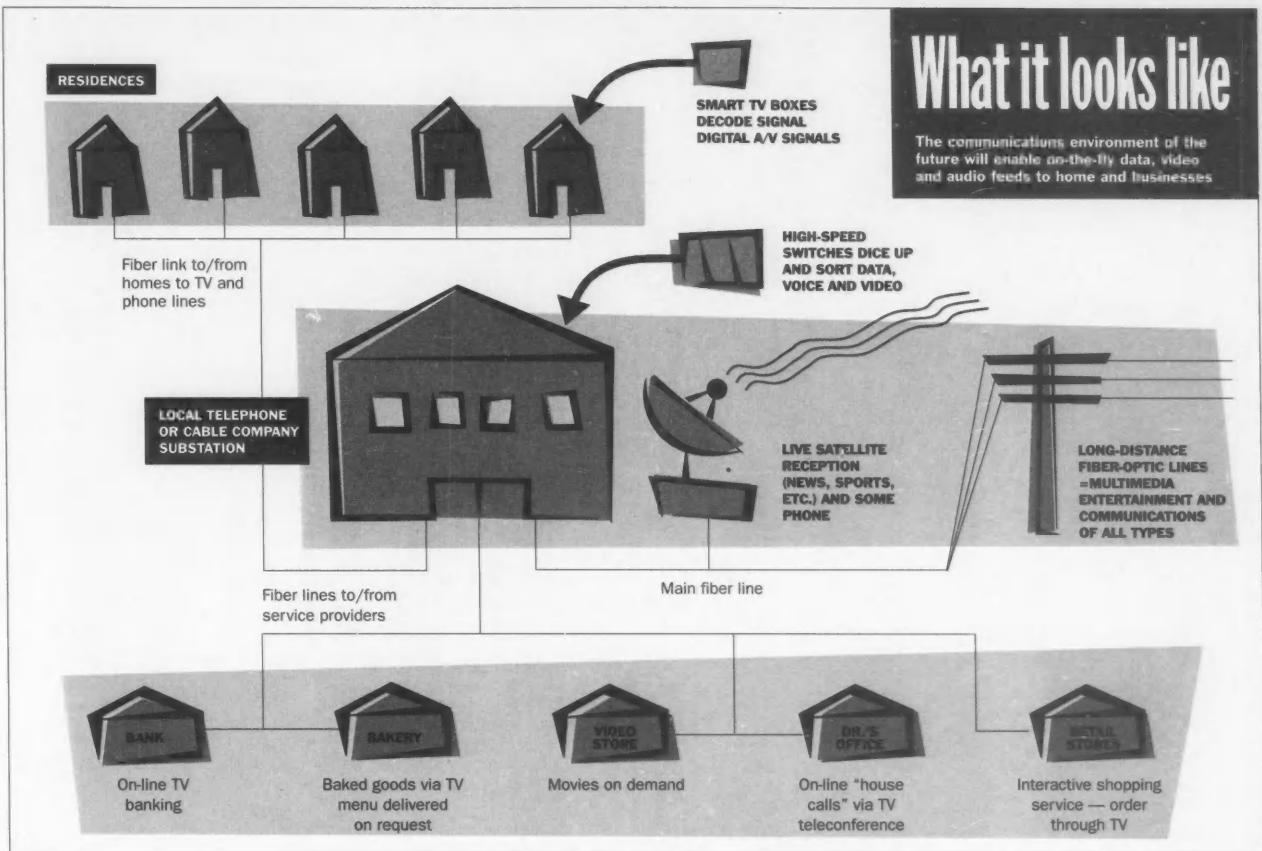 What it looks like
The communications environment of the
future will enable on-the-fly data, video
and audio feeds to home and businesses
RESIDENCES
SMART TV BOXES
DECODE SIGNAL
DIGITAL A/V SIGNALS
Fiber link to/from
homes to TV and
phone lines
HIGH-SPEED
SWITCHES DICE UP
AND SORT DATA,
VOICE AND VIDEO
LOCAL TELEPHONE
OR CABLE COMPANY
SUBSTATION
LIVE SATELLITE
RECEPTION
(NEWS, SPORTS,
ETC.) AND SOME
PHONE
LONG-DISTANCE
FIBER-OPTIC LINES
=MULTIMEDIA
ENTERTAINMENT AND
COMMUNICATIONS
OF ALL TYPES
Fiber lines to/from
service providers
Main fiber line
BANK
On-line TV
banking
BAKERY
Baked goods via TV
menu delivered
on request
VIDEO
STORE
Movies on demand
DR.'S
OFFICE
On-line "house
calls" via TV
teleconference
RETAIL
STORES
Interactive shopping
service — order
through TV